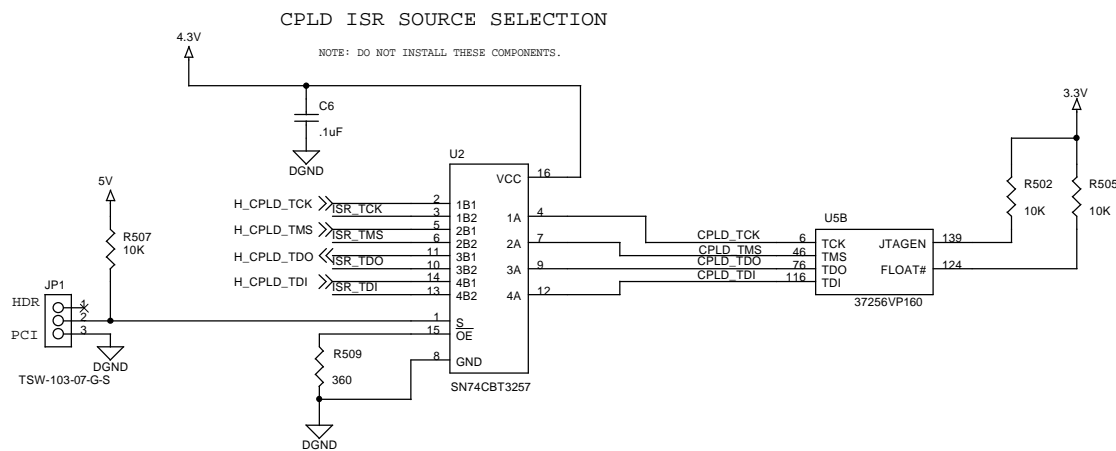 CPLD ISR SOURCE SELECTION
NOTE: DO NOT INSTALL THESE COMPONENTS.
4.3V
C6
.1uF
DGND
3.3V
R502
10K
R505
10K
U2
VCC
16
5V
R507
10K
H_CPLD_TCK
ISR_TCK
H_CPLD_TMS
ISR_TMS
H_CPLD_TDO
ISR_TDO
H_CPLD_TDI
ISR_TDI
2
3
5
6
11
10
14
13
1
15
8
1B1
1B2
2B1
2B2
3B1
3B2
4B1
4B2
S
OE
GND
1A
2A
3A
4A
4
7
9
12
SN74CBT3257
CPLD_TCK
CPLD_TMS
CPLD_TDO
CPLD_TDI
6
46
76
116
U5B
TCK
TMS
TDO
TDI
JTAGEN
FLOAT#
139
124
37256VP160
JP1
HDR
PCI
1
2
3
DGND
TSW-103-07-G-S
R509
360
DGND